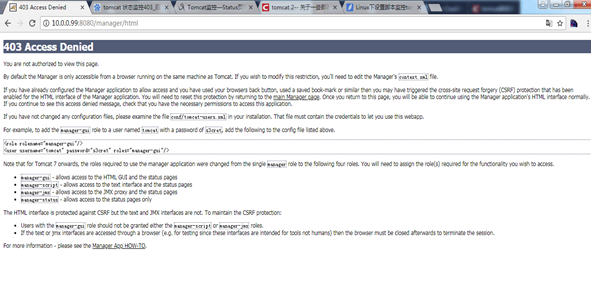 403 Access Denied
tomcat 状态监控403_百
Tomcat监控—Status页
tomcat 2-- 关于一些
Linux下设置脚本监控to
10.0.0.99:8080/manager/html
403 Access Denied
You are not authorized to view this page.
By default the Manager is only accessible from a browser running on the same machine as Tomcat. If you wish to modify this restriction, you'll need to edit the Manager's context.xml file.
If you have already configured the Manager application to allow access and you have used your browsers back button, used a saved book-mark or similar then you may have triggered the cross-site request forgery (CSRF) protection that has been
enabled for the HTML interface of the Manager application. You will need to reset this protection by returning to the main Manager page. Once you return to this page, you will be able to continue using the Manager application's HTML interface normally.
If you continue to see this access denied message, check that you have the necessary permissions to access this application.
If you have not changed any configuration files, please examine the file conf/tomcat-users.xml in your installation. That file must contain the credentials to let you use this webapp.
For example, to add the manager-gui role to a user named tomcat with a password of s3cret, add the following to the config file listed above.
<role rolename="manager-gui"/>
<user username="tomcat" password="s3cret" roles="manager-gui"/>
Note that for Tomcat 7 onwards, the roles required to use the manager application were changed from the single manager role to the following four roles. You will need to assign the role(s) required for the functionality you wish to access.
manager-gui - allows access to the HTML GUI and the status pages
manager-script - allows access to the text interface and the status pages
manager-jmx - allows access to the JMX proxy and the status pages
manager-status - allows access to the status pages only
The HTML interface is protected against CSRF but the text and JMX interfaces are not. To maintain the CSRF protection:
Users with the manager-gui role should not be granted either the manager-script or manager-jmx roles.
If the text or jmx interfaces are accessed through a browser (e.g. for testing since these interfaces are intended for tools not humans) then the browser must be closed afterwards to terminate the session.
For more information - please see the Manager App HOW-TO.